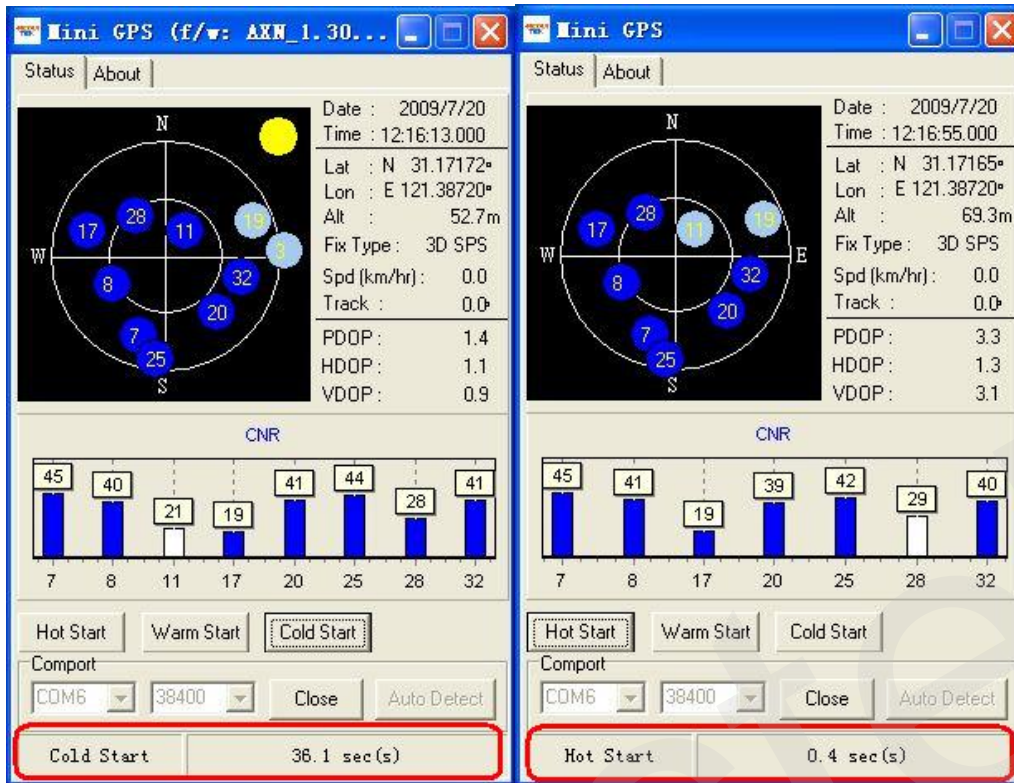 Mini GPS (f/w: AXN_1.30...
Status About
N
W
S
28
17
11
19
3
8
32
20
7
25
Date : 2009/7/20
Time : 12:16:13.000
Lat : N 31.17172°
Lon : E 121.38720°
Alt : 52.7m
Fix Type : 3D SPS
Spd (km/hr) : 0.0
Track : 0.0°
PDOP : 1.4
HDOP : 1.1
VDOP : 0.9
CNR
45 40 21 19 41 44 28 41
7 8 11 17 20 25 28 32
Hot Start Warm Start Cold Start
Comport
COM6 38400 Close Auto Detect
Cold Start 36.1 sec(s)
Mini GPS
Status About
N
W
E
S
28
17
11
19
8
32
20
7
25
Date : 2009/7/20
Time : 12:16:55.000
Lat : N 31.17165°
Lon : E 121.38720°
Alt : 69.3m
Fix Type : 3D SPS
Spd (km/hr) : 0.0
Track : 0.0°
PDOP : 3.3
HDOP : 1.3
VDOP : 3.1
CNR
45 41 19 39 42 29 40
7 8 17 20 25 28 32
Hot Start Warm Start Cold Start
Comport
COM6 38400 Close Auto Detect
Hot Start 0.4 sec(s)